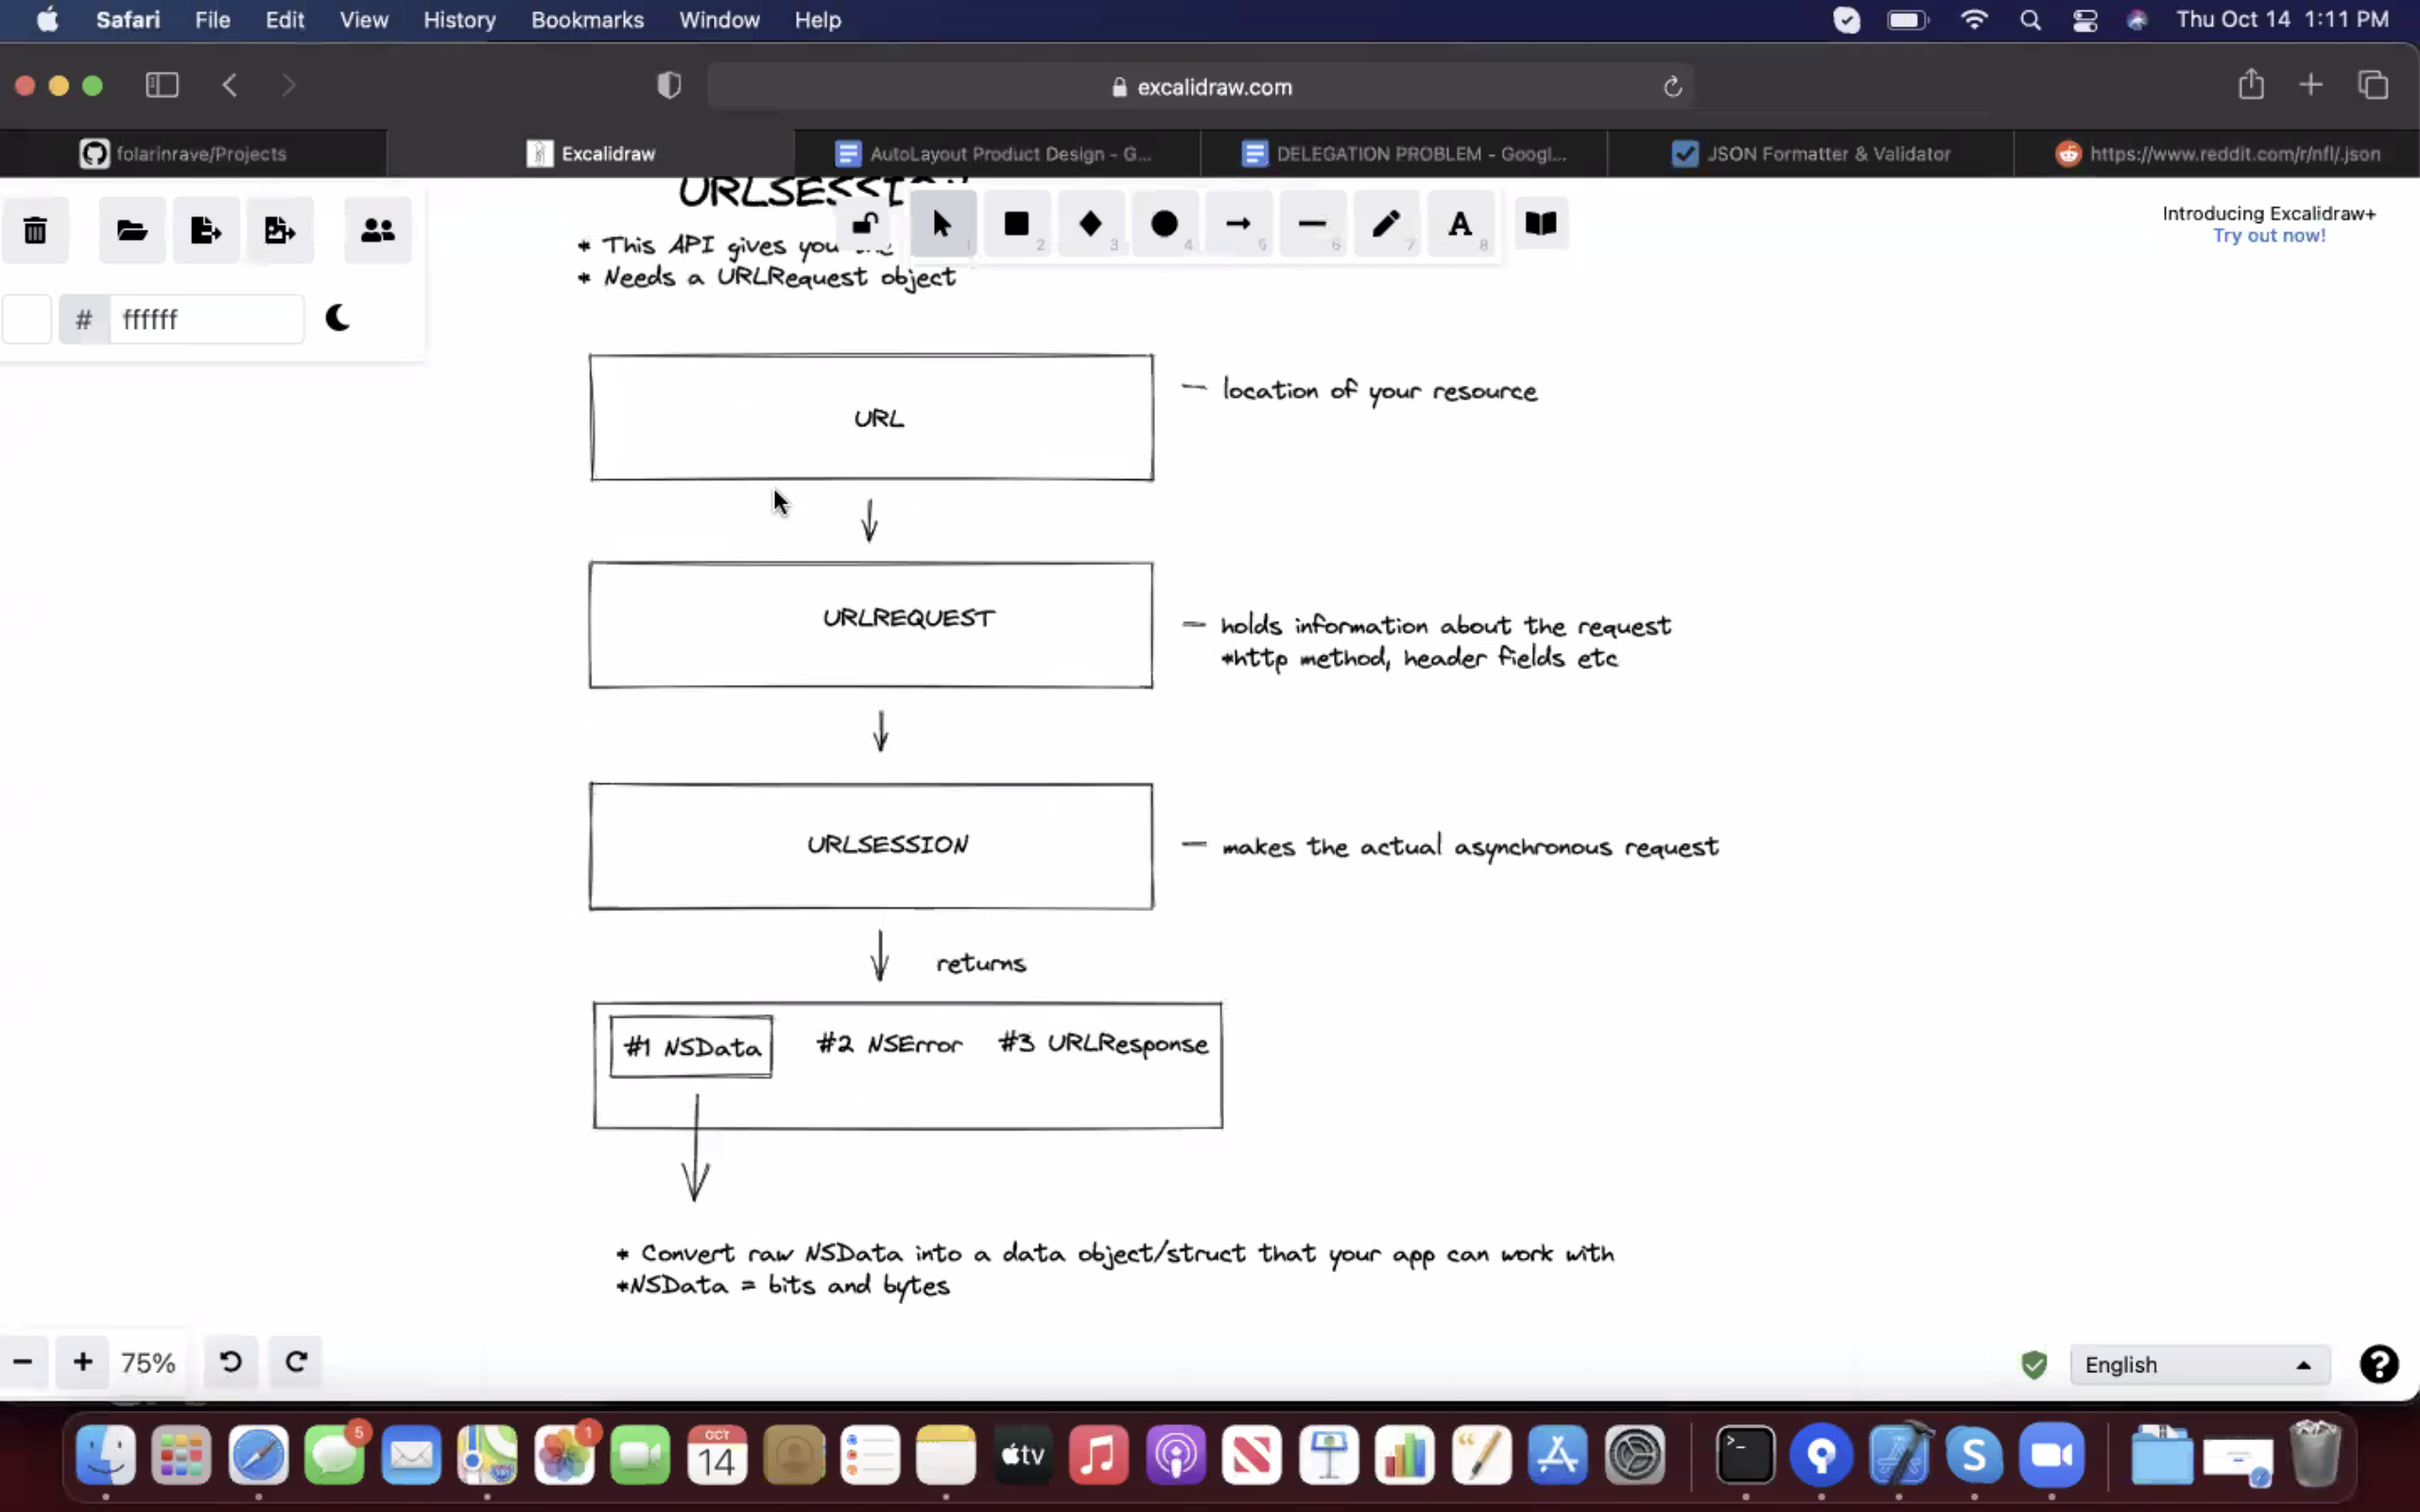 Safari File Edit View History Bookmarks Window Help Thu Oct 14 1:11 PM
excalidraw.com
folarinrave/Projects Excalidraw AutoLayout Product Design - G... DELEGATION PROBLEM - Googl... JSON Formatter & Validator https://www.reddit.com/r/nfl/.json
URLSESSION
1 2 3 4 5 6 7 A 8
Introducing Excalidraw+
Try out now!
* This API gives you
* Needs a URLRequest object
# ffffff
URL
— location of your resource
URLREQUEST
— holds information about the request
*http method, header fields etc
URLSESSION
— makes the actual asynchronous request
returns
#1 NSData #2 NSError #3 URLResponse
* Convert raw NSData into a data object/struct that your app can work with
*NSData = bits and bytes
− + 75%
English
?
5 1 OCT 14 tv